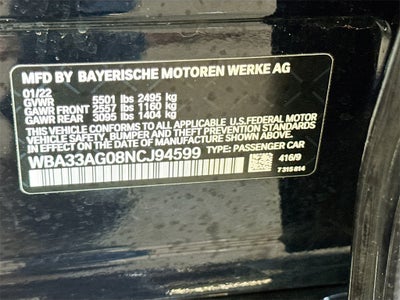 MFD BY BAYERISCHE MOTOREN WERKE AG
01/22
GVWR 5501 lbs 2495 kg
GAWR FRONT 2557 lbs 1160 kg
GAWR REAR 3095 lbs 1404 kg
THIS VEHICLE CONFORMS TO ALL APPLICABLE U.S. FEDERAL MOTOR
VEHICLE SAFETY, BUMPER AND THEFT PREVENTION STANDARDS IN
EFFECT ON THE DATE OF MANUFACTURE SHOWN ABOVE.
WBA33AG08NCJ94599 TYPE: PASSENGER CAR
416/9
7 315 814